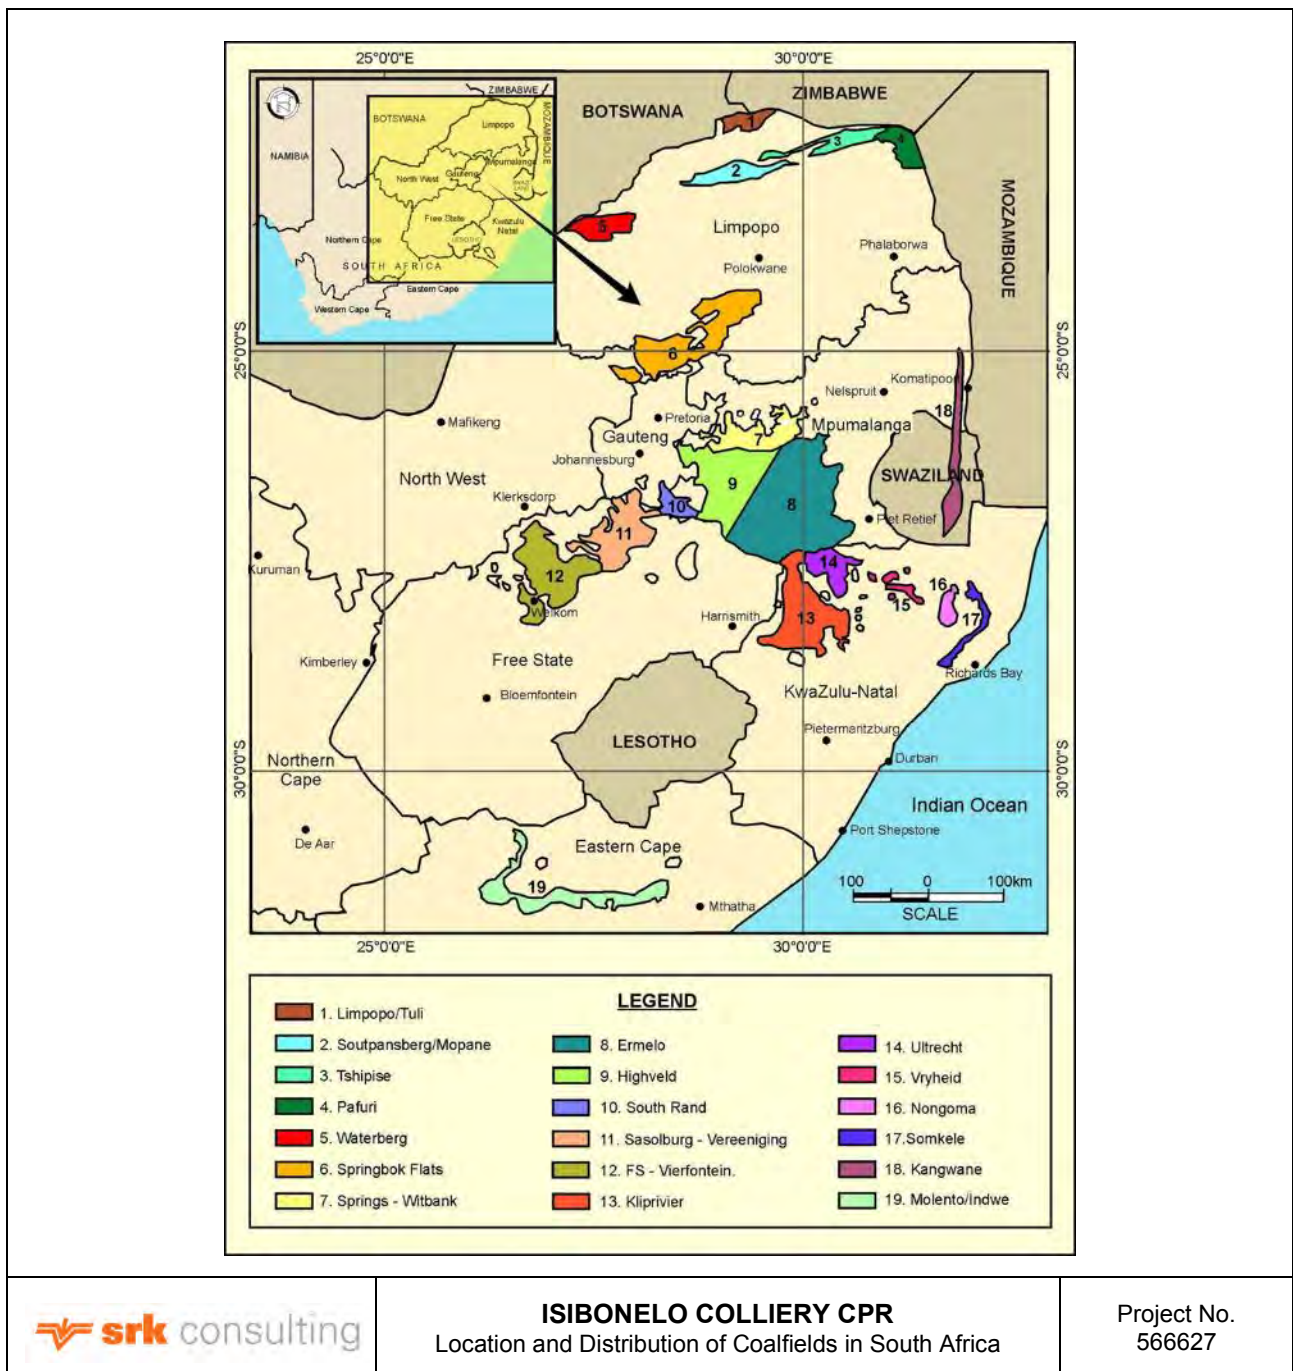 25°0'0"E
30°0'0"E
ZIMBABWE
BOTSWANA
MOZAMBIQUE
Limpopo
NAMIBIA
Mpumalanga
North West
Gauteng
SWAZI
LAND
Free State
Kwazulu
Natal
LESOTHO
Northern Cape
SOUTH AFRICA
Eastern Cape
Western Cape
BOTSWANA
ZIMBABWE
MOZAMBIQUE
1
2
3
4
5
Limpopo
Phalaborwa
Polokwane
6
25°0'0"S
25°0'0"S
Komatipoort
Nelspruit
18
Mafikeng
Pretoria
Mpumalanga
Gauteng
7
Johannesburg
North West
SWAZILAND
9
8
Klerksdorp
10
Piet Retief
11
Kuruman
12
14
16
15
Welkom
Harrismith
13
17
Kimberley
Free State
Richards Bay
Bloemfontein
KwaZulu-Natal
Pietermaritzburg
LESOTHO
Durban
Northern
Cape
30°0'0"S
30°0'0"S
Indian Ocean
De Aar
Eastern Cape
Port Shepstone
19
100 0 100km
SCALE
Mthatha
25°0'0"E
30°0'0"E
LEGEND
1. Limpopo/Tuli
2. Soutpansberg/Mopane
3. Tshipise
4. Pafuri
5. Waterberg
6. Springbok Flats
7. Springs - Witbank
8. Ermelo
9. Highveld
10. South Rand
11. Sasolburg - Vereeniging
12. FS - Vierfontein.
13. Kliprivier
14. Ultrecht
15. Vryheid
16. Nongoma
17.Somkele
18. Kangwane
19. Molento/Indwe
srk consulting
ISIBONELO COLLIERY CPR
Location and Distribution of Coalfields in South Africa
Project No.
566627